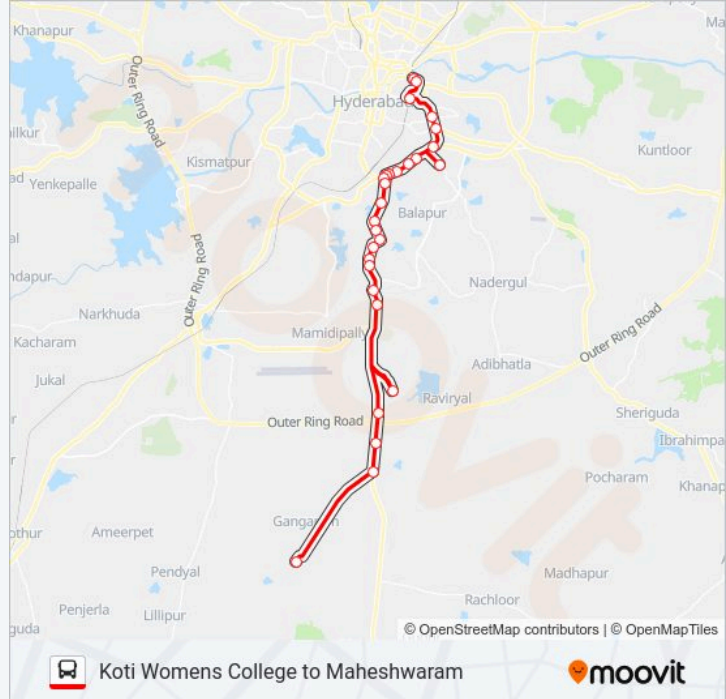 Khanapur
Ma
Outer Ring Road
Hyderabad
Kismatpur
Kuntloor
Yenkepalle
Balapur
Outer Ring Road
Nadergul
Narkhuda
Mamidipally
Outer Ring Road
Kacharam
Adibhatla
Jukal
Raviryal
Sheriguda
Outer Ring Road
Ibrahimpa
Pocharam
Khanap
Ameerpet
Pendyal
Madhapur
Rachloor
Penjerla
Lillipur
guda
© OpenStreetMap contributors | © OpenMapTiles
Koti Womens College to Maheshwaram
moovit